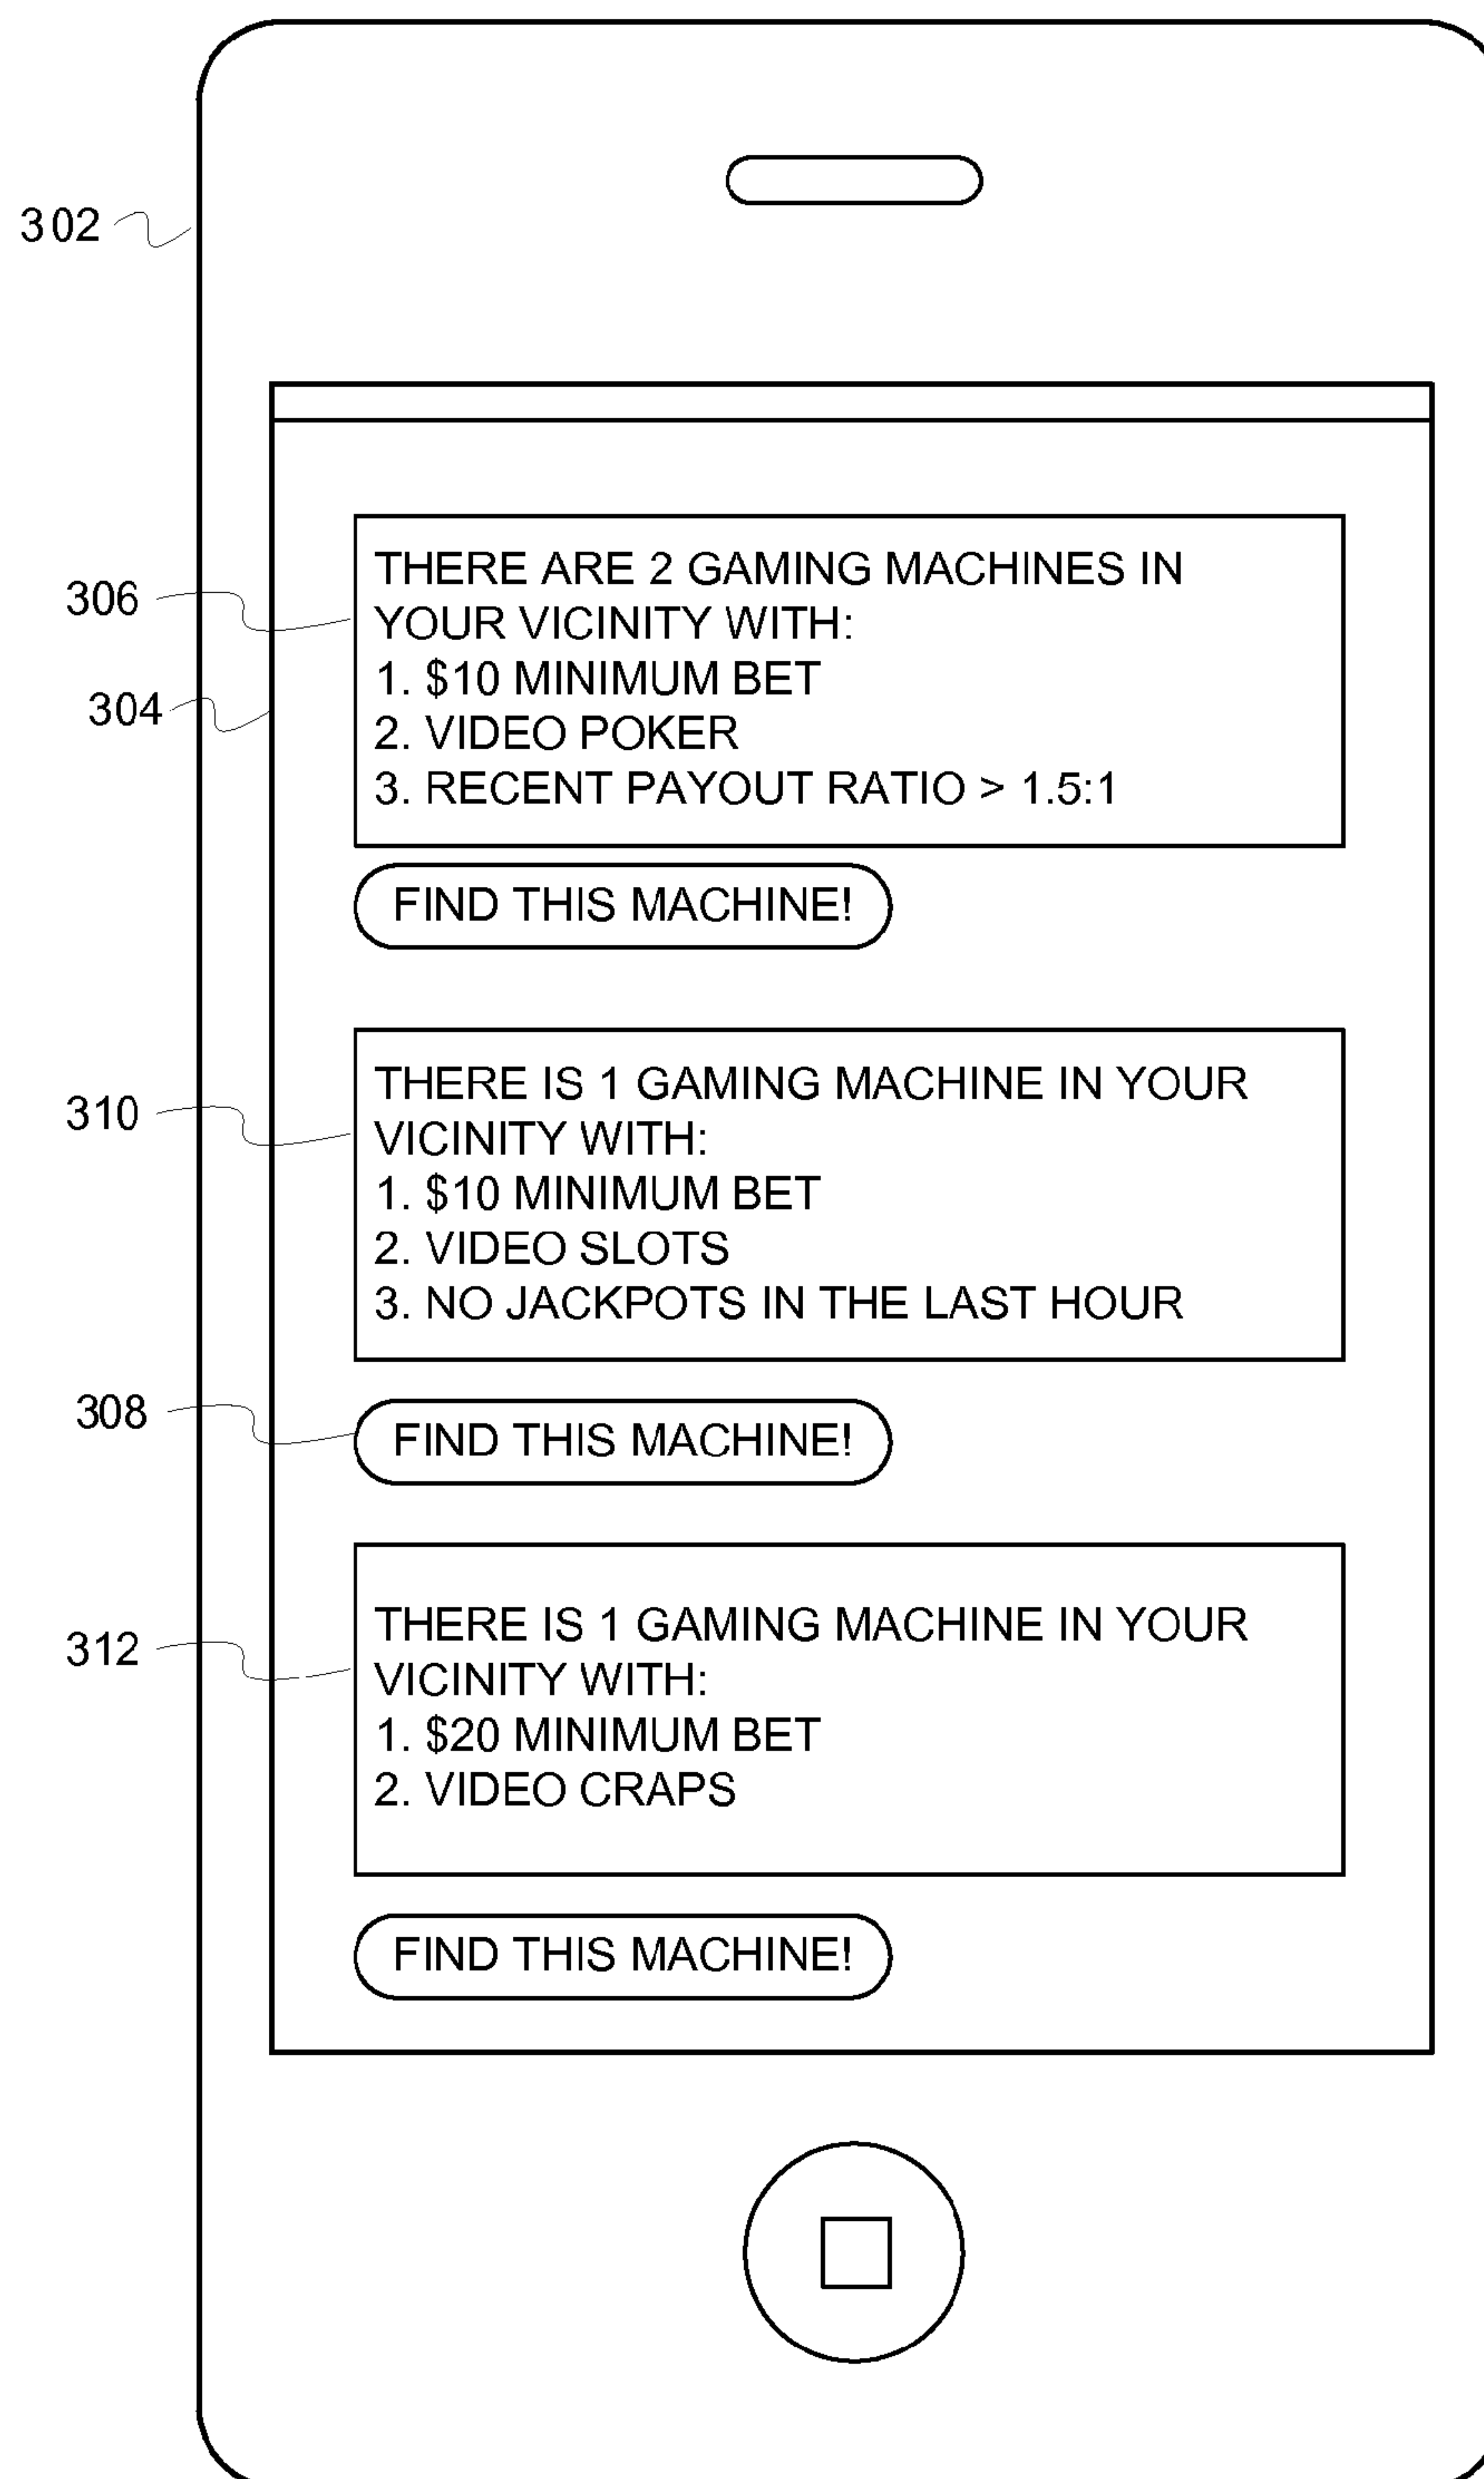 302
306
THERE ARE 2 GAMING MACHINES IN
YOUR VICINITY WITH:
1. $10 MINIMUM BET
304
2. VIDEO POKER
3. RECENT PAYOUT RATIO > 1.5:1
FIND THIS MACHINE!
310
THERE IS 1 GAMING MACHINE IN YOUR
VICINITY WITH:
1. $10 MINIMUM BET
2. VIDEO SLOTS
3. NO JACKPOTS IN THE LAST HOUR
308
FIND THIS MACHINE!
312
THERE IS 1 GAMING MACHINE IN YOUR
VICINITY WITH:
1. $20 MINIMUM BET
2. VIDEO CRAPS
FIND THIS MACHINE!